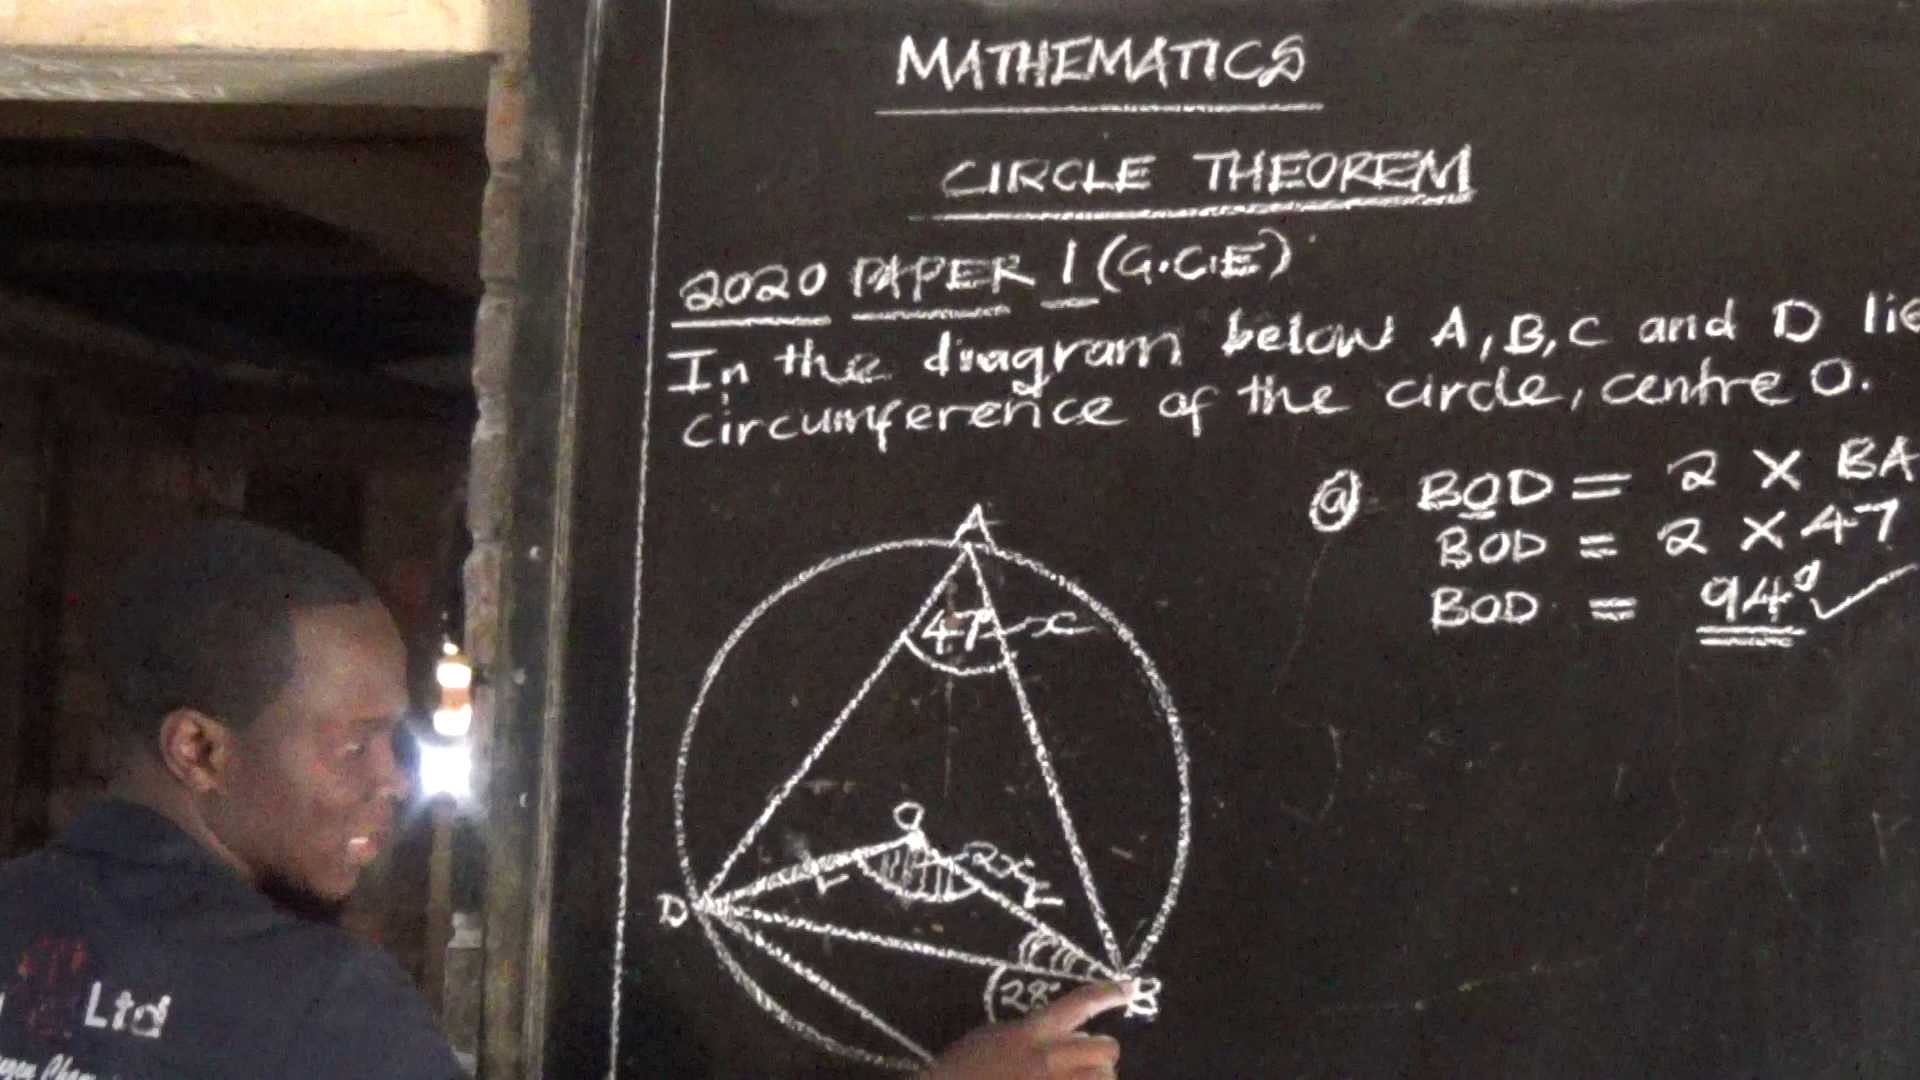 MATHEMATICS
CIRCLE THEOREM
2020 PAPER 1 (G.C.E)
In the diagram below A, B, C and D lie
circumference of the circle, centre O.
(a) BOD = 2 × BA
BOD = 2 × 47
BOD = 94°
A
47° x
O
2x
r
r
D
28°
B
Ltd